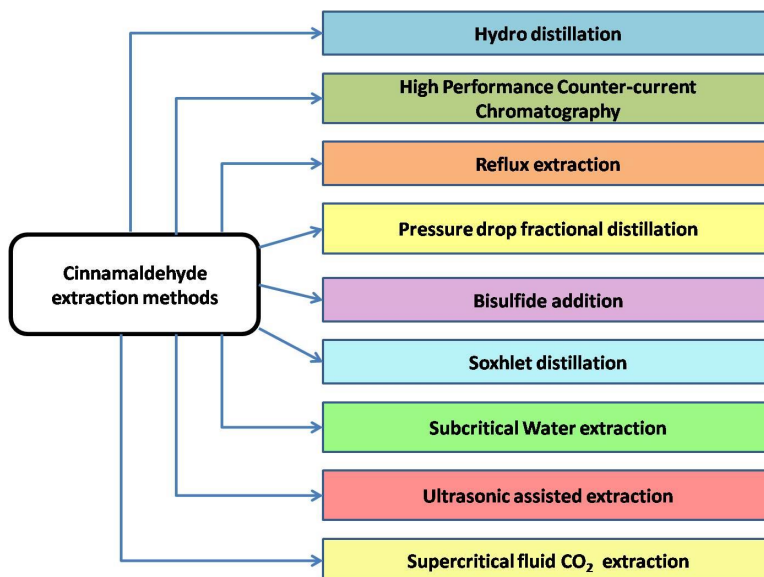 Hydro distillation
High Performance Counter-current
Chromatography
Reflux extraction
Pressure drop fractional distillation
Cinnamaldehyde
extraction methods
Bisulfide addition
Soxhlet distillation
Subcritical Water extraction
Ultrasonic assisted extraction
Supercritical fluid CO₂ extraction